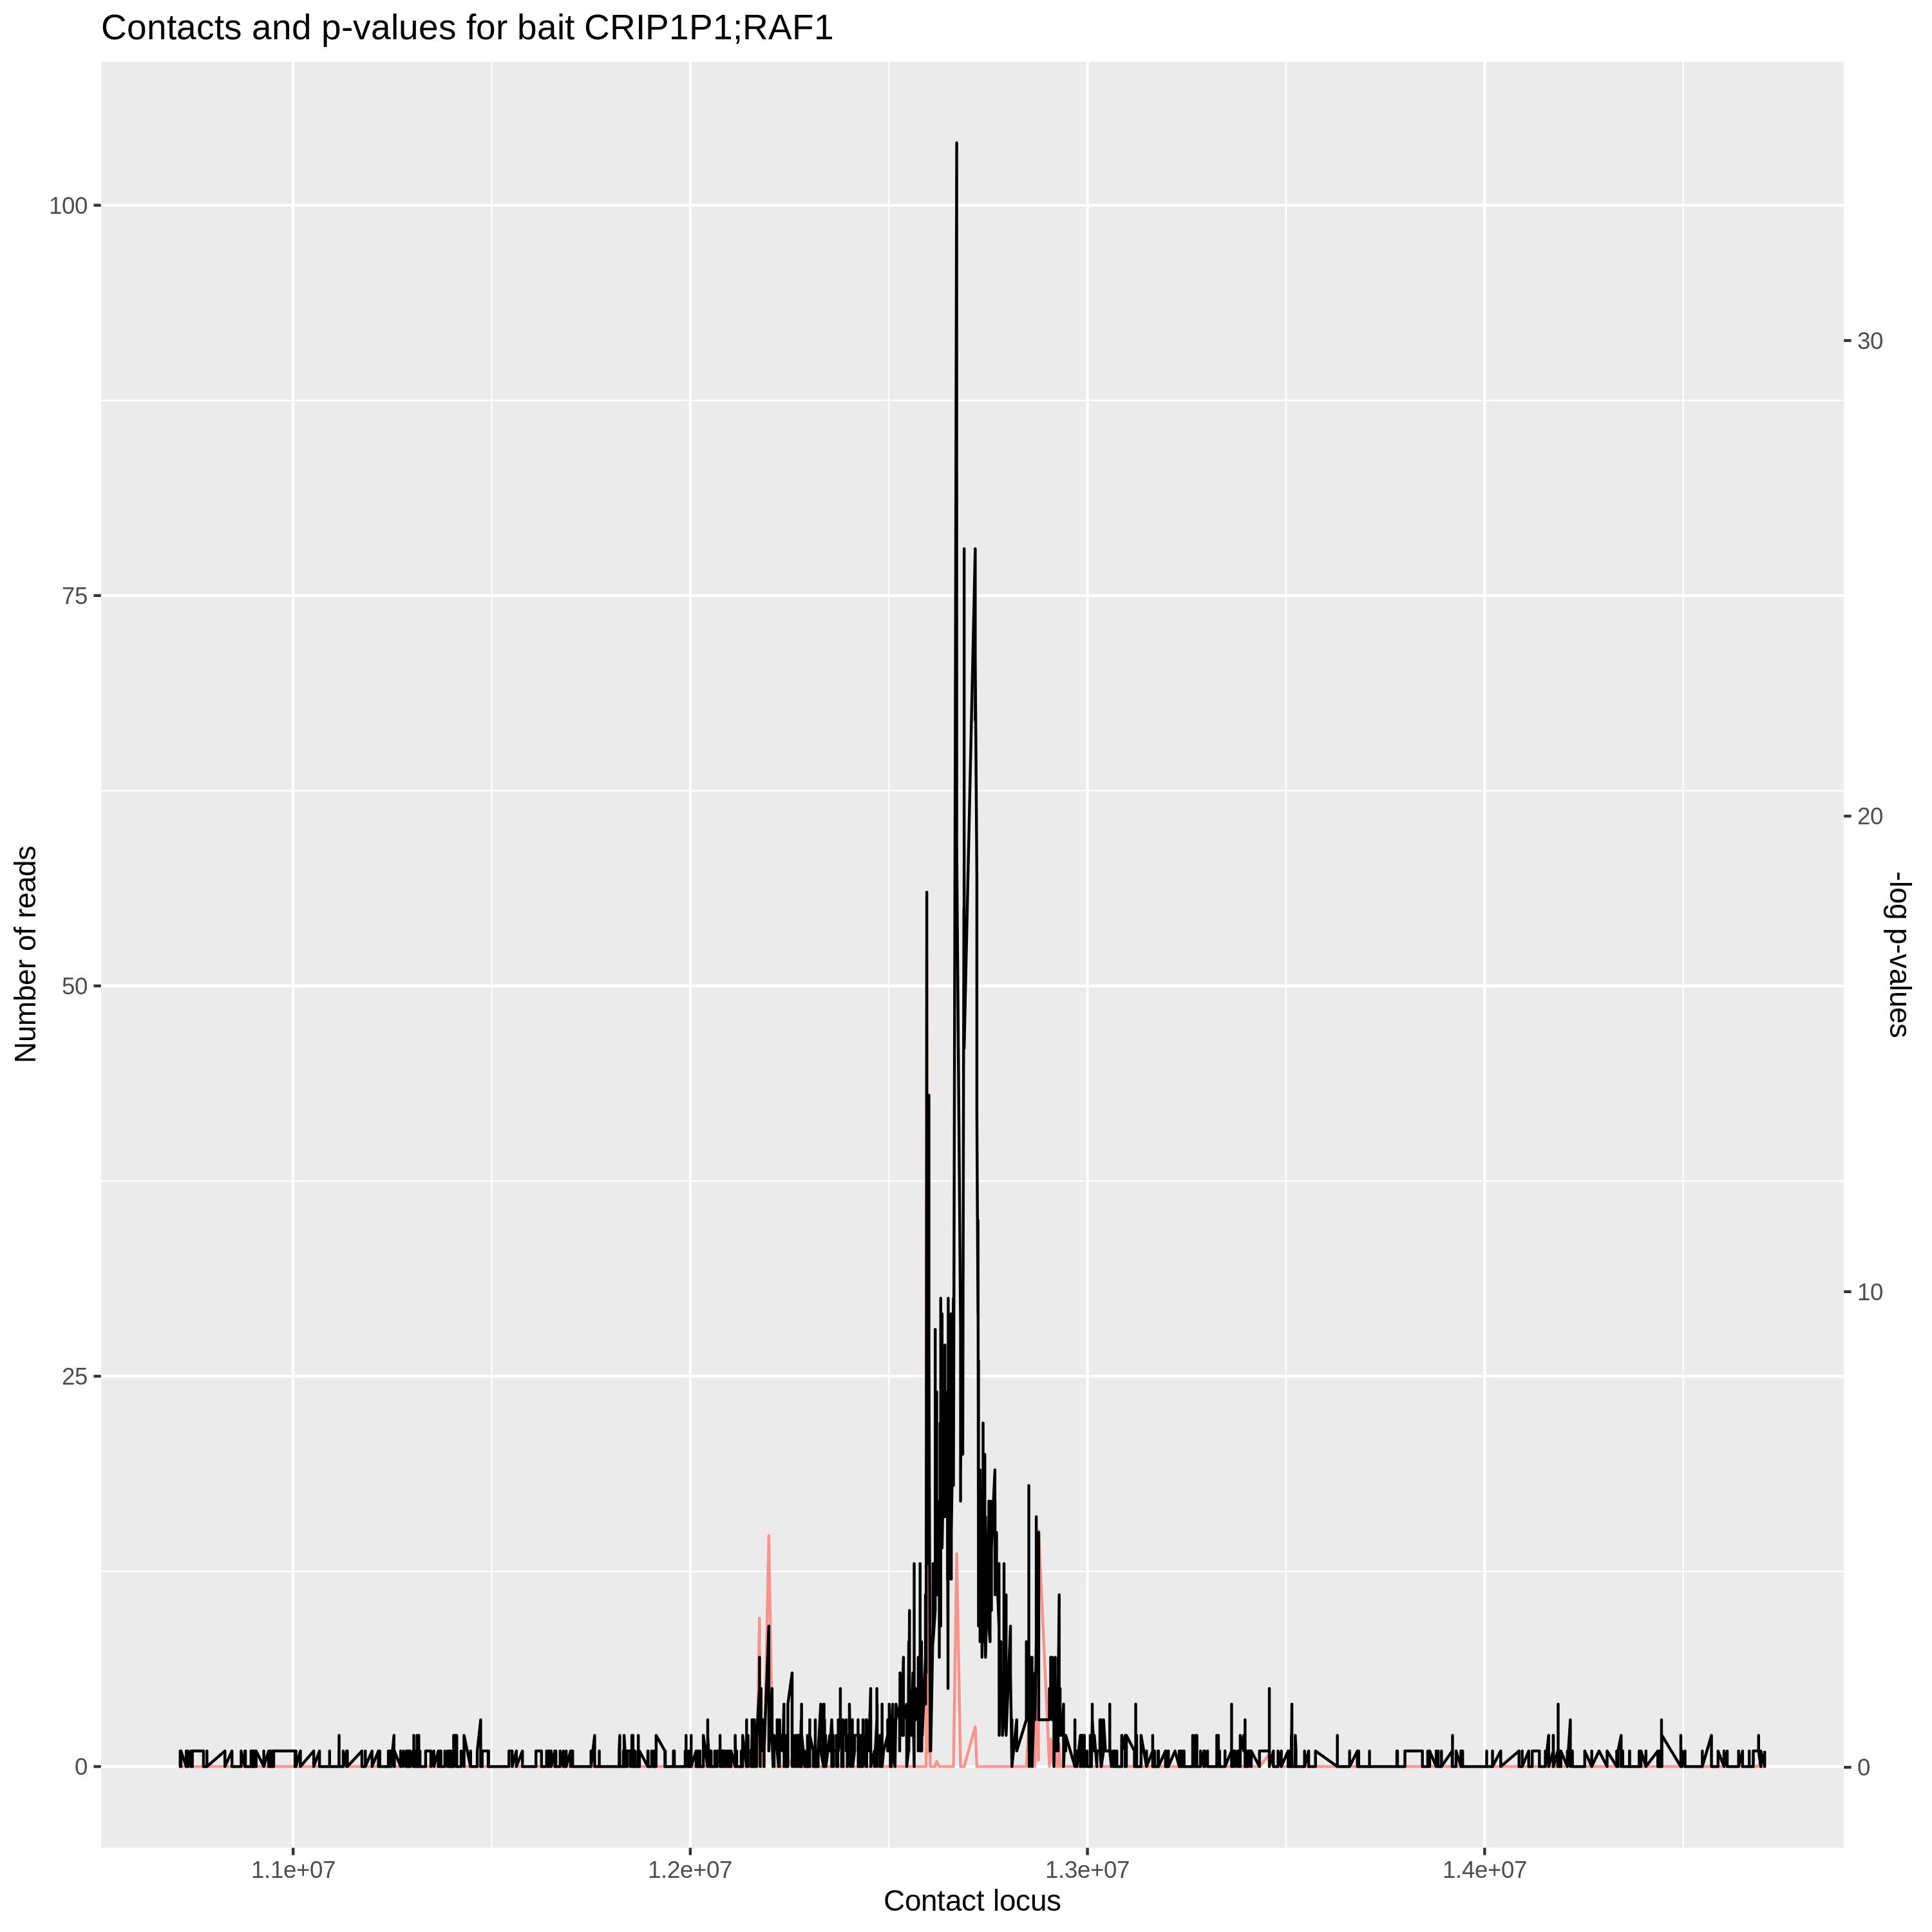 Contacts and p-values for bait CRIP1P1;RAF1
100
75
50
25
0
Number of reads
30
20
10
0
-log p-values
1.1e+07
1.2e+07
1.3e+07
1.4e+07
Contact locus